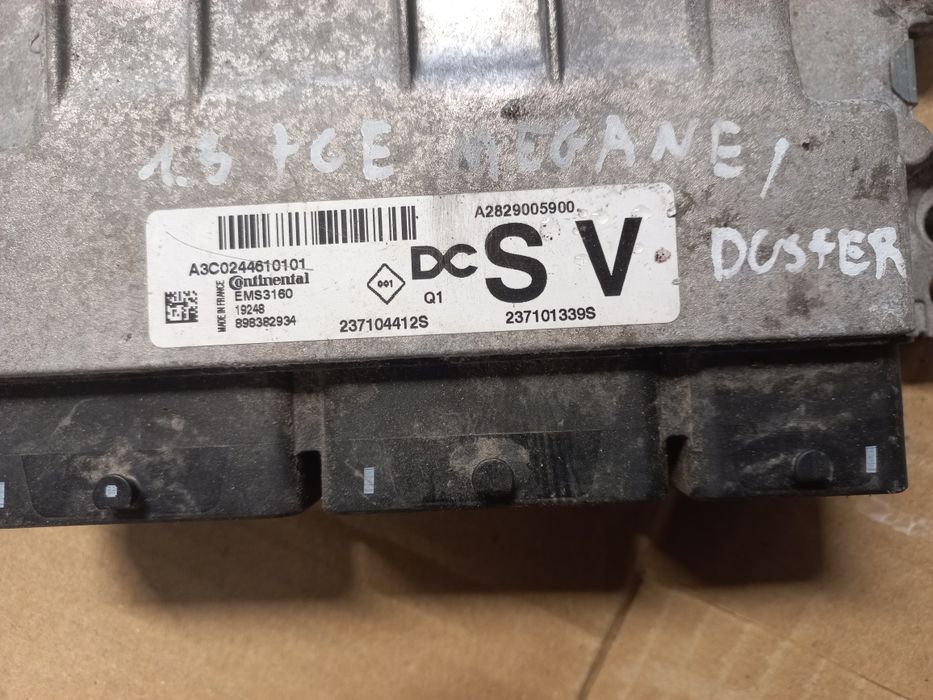 1.3 TCE MEGANE /
DUSTER
A2829005900
A3C0244610101
Continental
EMS3160
19248
898382934
MADE IN FRANCE
001
DC
Q1
S V
237104412S
237101339S